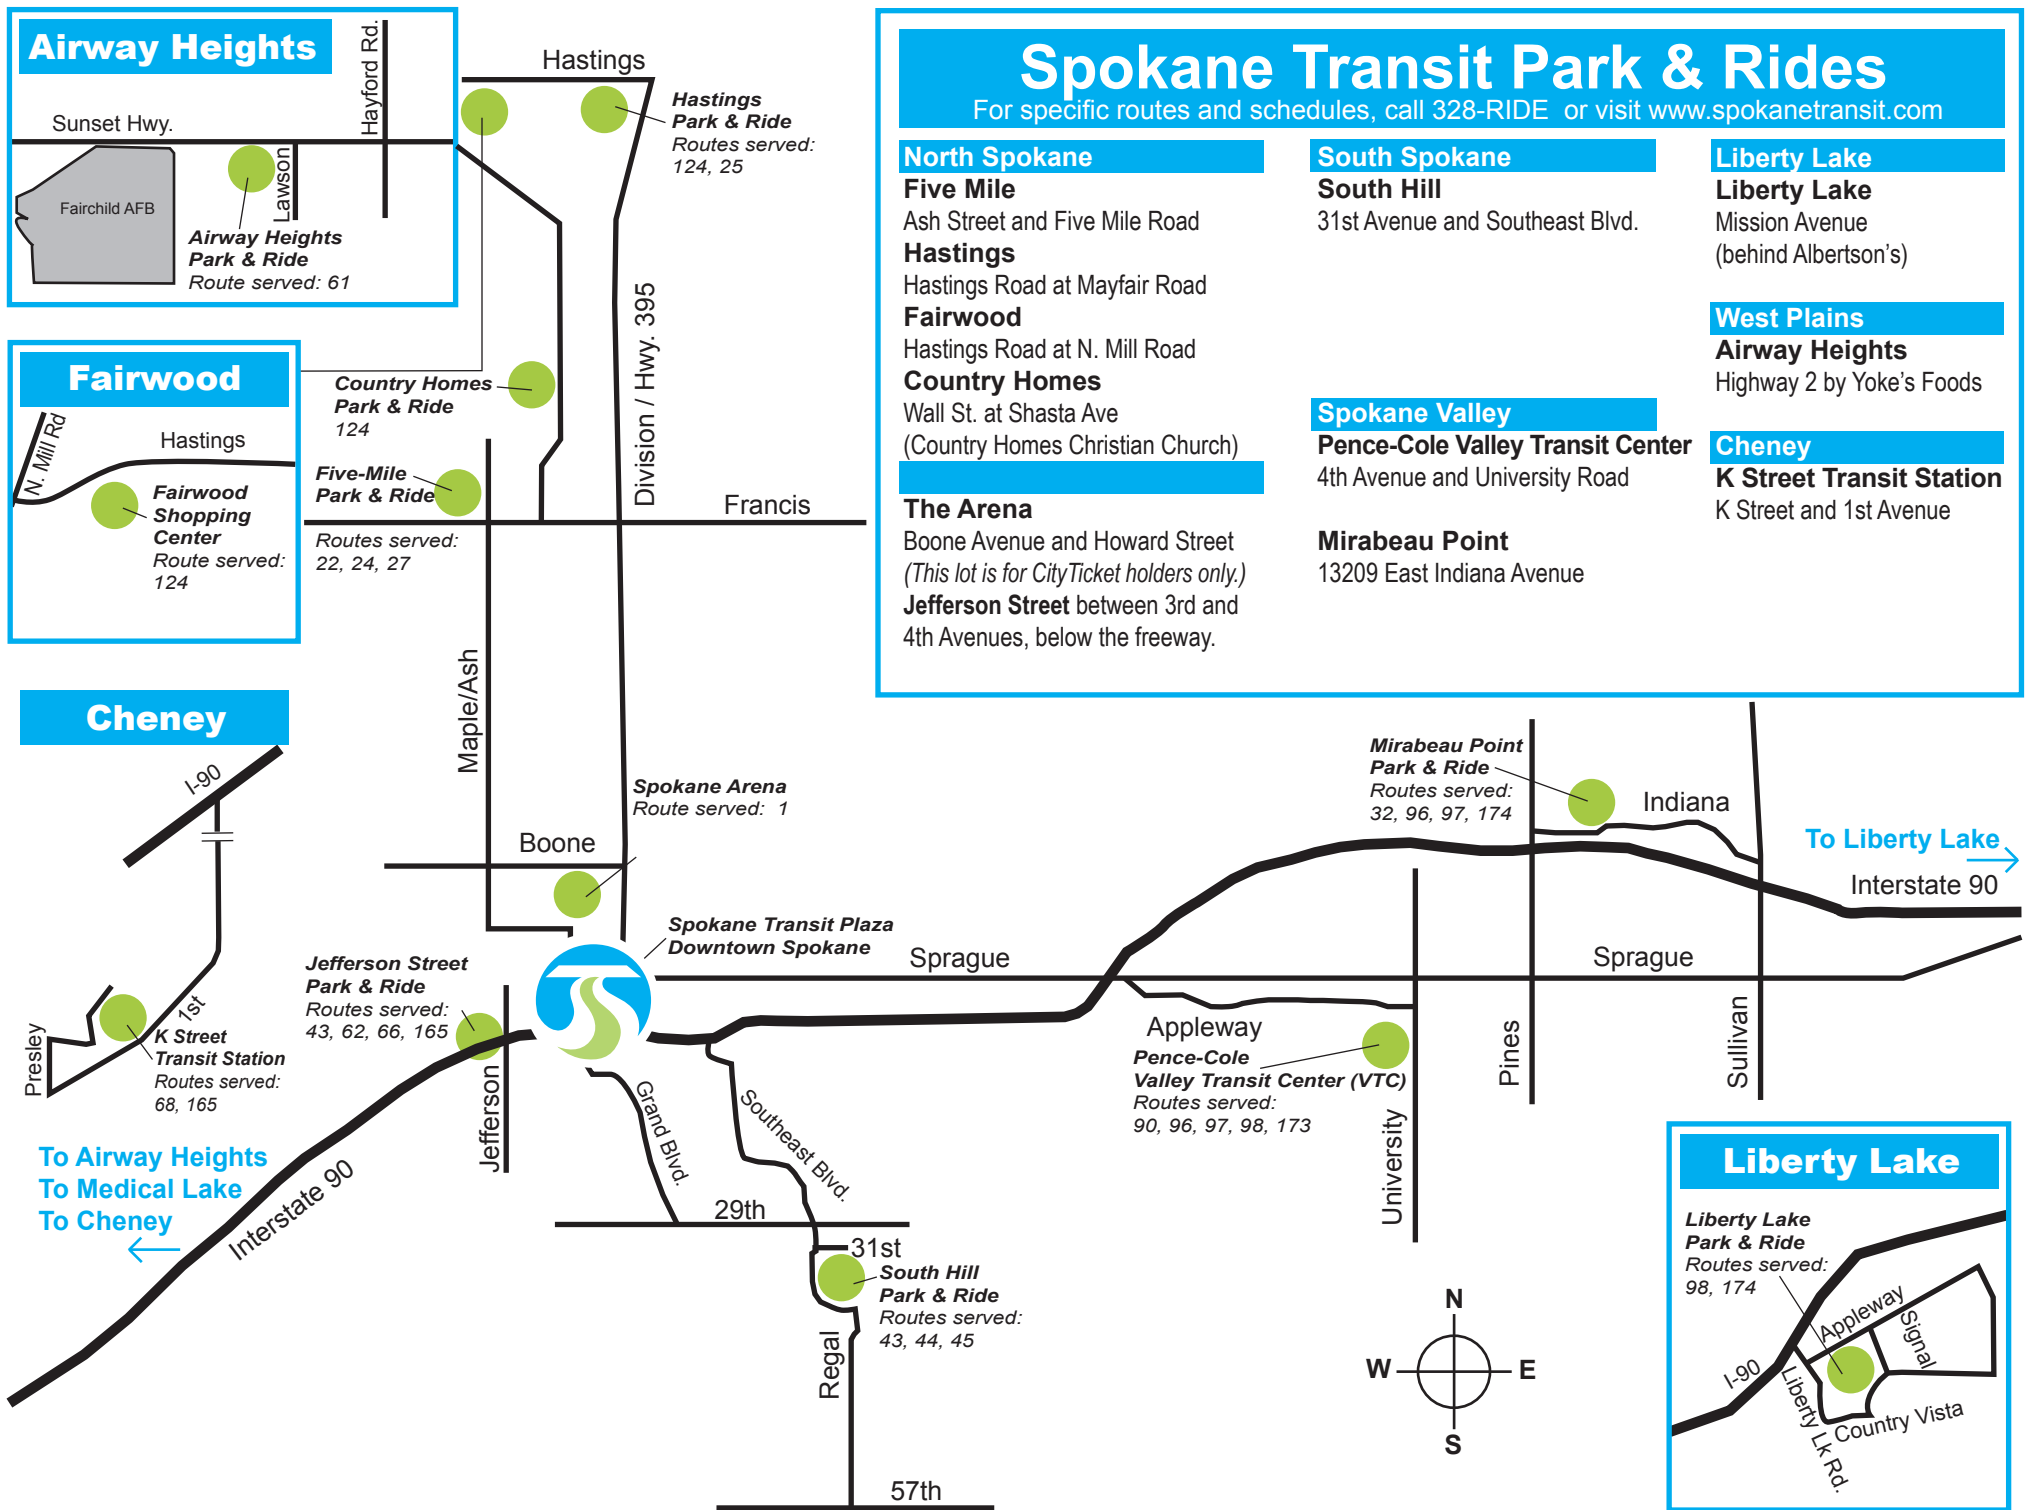 Airway Heights
Hayford Rd.
Sunset Hwy.
Lawson
Fairchild AFB
Airway Heights
Park & Ride
Route served: 61
Hastings
Hastings
Park & Ride
Routes served:
124, 25
Spokane Transit Park & Rides
For specific routes and schedules, call 328-RIDE or visit www.spokanetransit.com
North Spokane
Five Mile
Ash Street and Five Mile Road
Hastings
Hastings Road at Mayfair Road
Fairwood
Hastings Road at N. Mill Road
Country Homes
Wall St. at Shasta Ave
(Country Homes Christian Church)
The Arena
Boone Avenue and Howard Street
(This lot is for CityTicket holders only.)
Jefferson Street between 3rd and
4th Avenues, below the freeway.
South Spokane
South Hill
31st Avenue and Southeast Blvd.
Spokane Valley
Pence-Cole Valley Transit Center
4th Avenue and University Road
Mirabeau Point
13209 East Indiana Avenue
Liberty Lake
Liberty Lake
Mission Avenue
(behind Albertson's)
West Plains
Airway Heights
Highway 2 by Yoke's Foods
Cheney
K Street Transit Station
K Street and 1st Avenue
Fairwood
N. Mill Rd
Hastings
Fairwood
Shopping
Center
Route served:
124
Country Homes
Park & Ride
124
Division / Hwy. 395
Five-Mile
Park & Ride
Francis
Routes served:
22, 24, 27
Maple/Ash
Cheney
I-90
1st
Presley
K Street
Transit Station
Routes served:
68, 165
Spokane Arena
Route served: 1
Boone
Spokane Transit Plaza
Downtown Spokane
Jefferson Street
Park & Ride
Routes served:
43, 62, 66, 165
Jefferson
Sprague
Sprague
Mirabeau Point
Park & Ride
Routes served:
32, 96, 97, 174
Indiana
To Liberty Lake
Interstate 90
Appleway
Pence-Cole
Valley Transit Center (VTC)
Routes served:
90, 96, 97, 98, 173
University
Pines
Sullivan
To Airway Heights
To Medical Lake
To Cheney
Interstate 90
Grand Blvd.
Southeast Blvd.
29th
31st
South Hill
Park & Ride
Routes served:
43, 44, 45
Regal
57th
N
W
E
S
Liberty Lake
Liberty Lake
Park & Ride
Routes served:
98, 174
Appleway
Signal
I-90
Liberty Lk Rd.
Country Vista